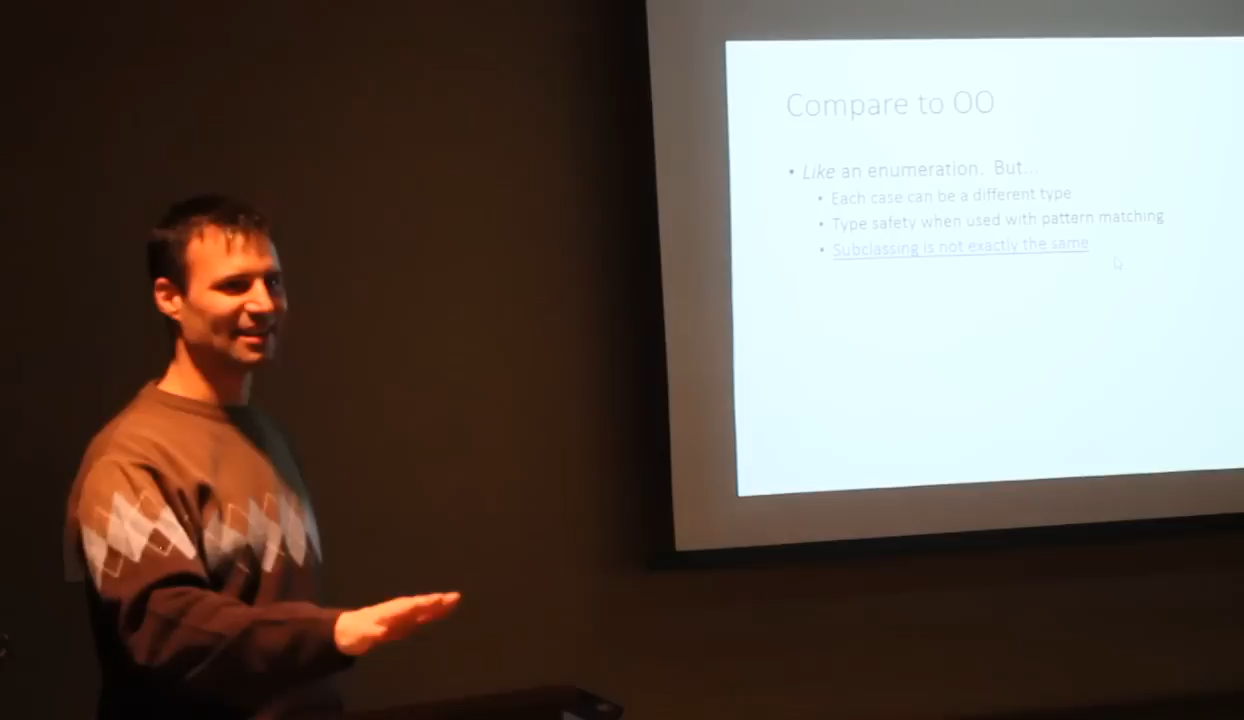 Compare to OO
• Like an enumeration. But...
• Each case can be a different type
• Type safety when used with pattern matching
• Subclassing is not exactly the same